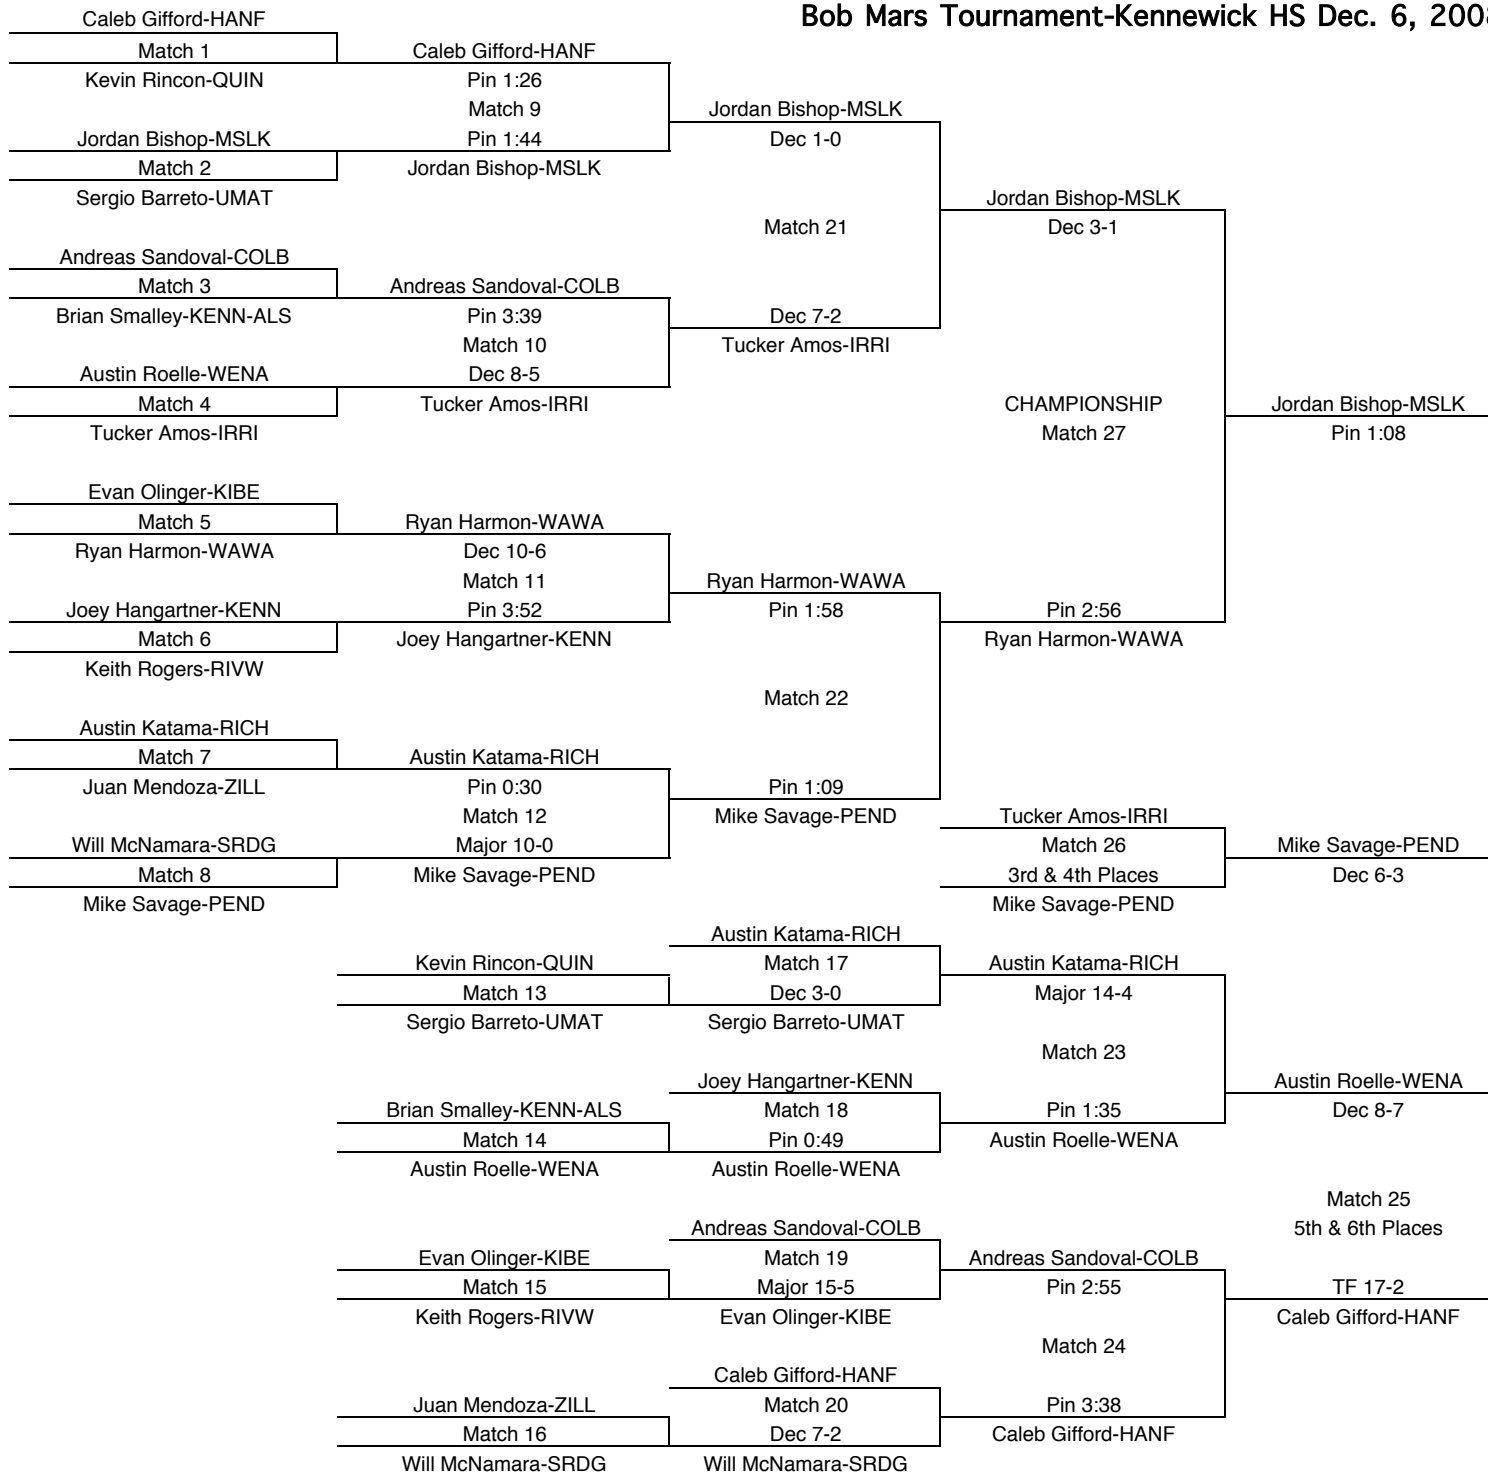 Bob Mars Tournament-Kennewick HS Dec. 6, 2008
Caleb Gifford-HANF
Match 1
Kevin Rincon-QUIN
Jordan Bishop-MSLK
Match 2
Sergio Barreto-UMAT
Andreas Sandoval-COLB
Match 3
Brian Smalley-KENN-ALS
Austin Roelle-WENA
Match 4
Tucker Amos-IRRI
Evan Olinger-KIBE
Match 5
Ryan Harmon-WAWA
Joey Hangartner-KENN
Match 6
Keith Rogers-RIVW
Austin Katama-RICH
Match 7
Juan Mendoza-ZILL
Will McNamara-SRDG
Match 8
Mike Savage-PEND
Caleb Gifford-HANF
Pin 1:26
Match 9
Pin 1:44
Jordan Bishop-MSLK
Andreas Sandoval-COLB
Pin 3:39
Match 10
Dec 8-5
Tucker Amos-IRRI
Ryan Harmon-WAWA
Dec 10-6
Match 11
Pin 3:52
Joey Hangartner-KENN
Austin Katama-RICH
Pin 0:30
Match 12
Major 10-0
Mike Savage-PEND
Jordan Bishop-MSLK
Dec 1-0
Match 21
Dec 7-2
Tucker Amos-IRRI
Ryan Harmon-WAWA
Pin 1:58
Match 22
Pin 1:09
Mike Savage-PEND
Jordan Bishop-MSLK
Dec 3-1
CHAMPIONSHIP
Match 27
Pin 2:56
Ryan Harmon-WAWA
Jordan Bishop-MSLK
Pin 1:08
Tucker Amos-IRRI
Match 26
3rd & 4th Places
Mike Savage-PEND
Mike Savage-PEND
Dec 6-3
Kevin Rincon-QUIN
Match 13
Sergio Barreto-UMAT
Brian Smalley-KENN-ALS
Match 14
Austin Roelle-WENA
Evan Olinger-KIBE
Match 15
Keith Rogers-RIVW
Juan Mendoza-ZILL
Match 16
Will McNamara-SRDG
Austin Katama-RICH
Match 17
Dec 3-0
Sergio Barreto-UMAT
Joey Hangartner-KENN
Match 18
Pin 0:49
Austin Roelle-WENA
Andreas Sandoval-COLB
Match 19
Major 15-5
Evan Olinger-KIBE
Caleb Gifford-HANF
Match 20
Dec 7-2
Will McNamara-SRDG
Austin Katama-RICH
Major 14-4
Match 23
Pin 1:35
Austin Roelle-WENA
Andreas Sandoval-COLB
Pin 2:55
Match 24
Pin 3:38
Caleb Gifford-HANF
Austin Roelle-WENA
Dec 8-7
Match 25
5th & 6th Places
TF 17-2
Caleb Gifford-HANF